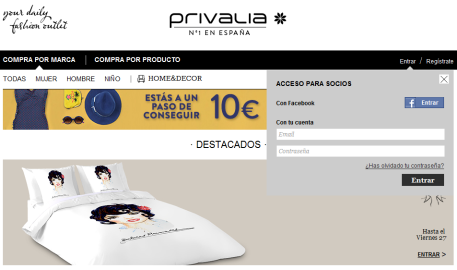 your daily
fashion outlet
PRIVALIA
Nº1 EN ESPAÑA
COMPRA POR MARCA | COMPRA POR PRODUCTO
Entrar / Regístrate
TODAS MUJER HOMBRE NIÑO | HOME&DECOR
ACCESO PARA SOCIOS
Con Facebook
f Entrar
Con tu cuenta
Email
Contraseña
¿Has olvidado tu contraseña?
Entrar
ESTÁS A UN
PASO DE
CONSEGUIR
10€
· DESTACADOS ·
Hasta el
Viernes 27
ENTRAR >